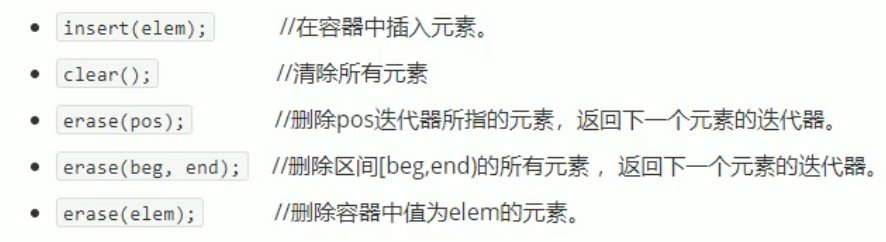 • insert(elem); //在容器中插入元素。
• clear(); //清除所有元素
• erase(pos); //删除pos迭代器所指的元素，返回下一个元素的迭代器。
• erase(beg, end); //删除区间[beg,end)的所有元素 ，返回下一个元素的迭代器。
• erase(elem); //删除容器中值为elem的元素。